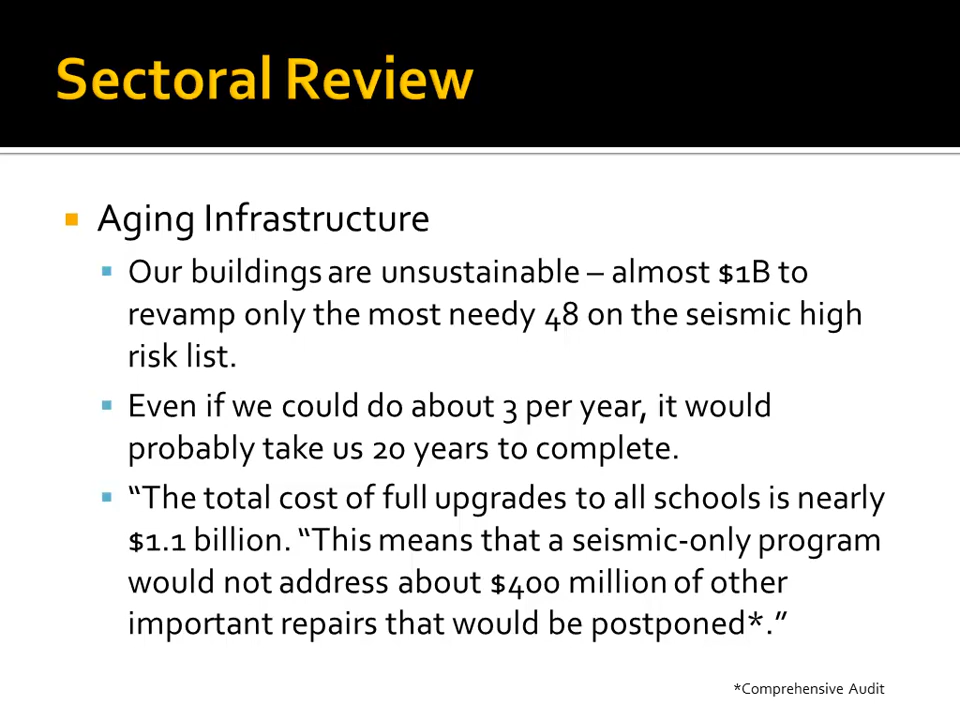 Sectoral Review
Aging Infrastructure
Our buildings are unsustainable – almost $1B to
revamp only the most needy 48 on the seismic high
risk list.
Even if we could do about 3 per year, it would
probably take us 20 years to complete.
“The total cost of full upgrades to all schools is nearly
$1.1 billion. “This means that a seismic-only program
would not address about $400 million of other
important repairs that would be postponed*.”
*Comprehensive Audit